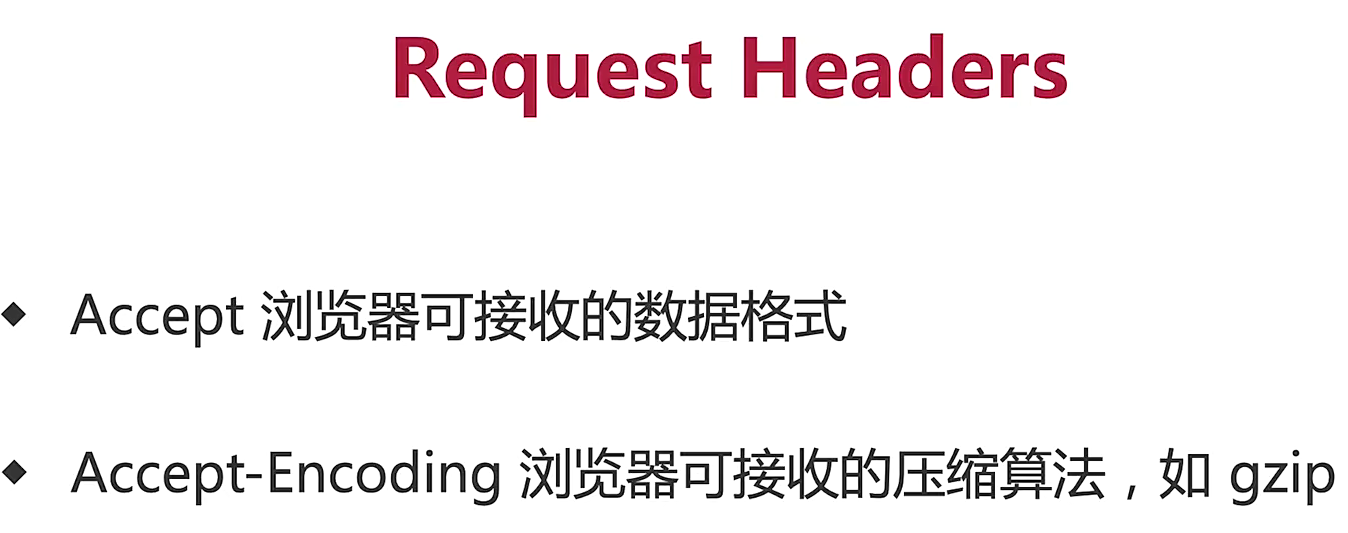 Request Headers
◆ Accept 浏览器可接收的数据格式
◆ Accept-Encoding 浏览器可接收的压缩算法，如 gzip